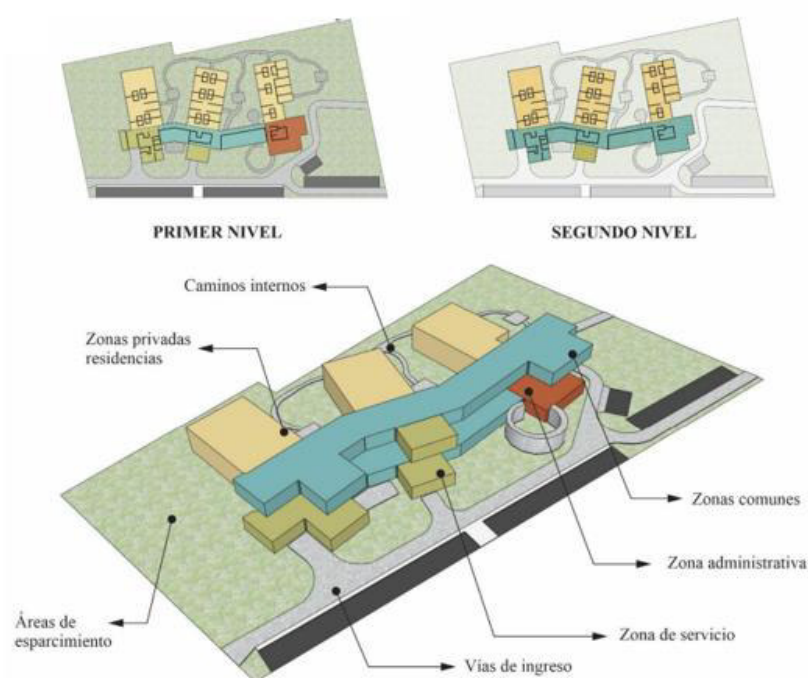 PRIMER NIVEL
SEGUNDO NIVEL
Caminos internos
Zonas privadas
residencias
Zonas comunes
Zona administrativa
Áreas de
esparcimiento
Zona de servicio
Vías de ingreso